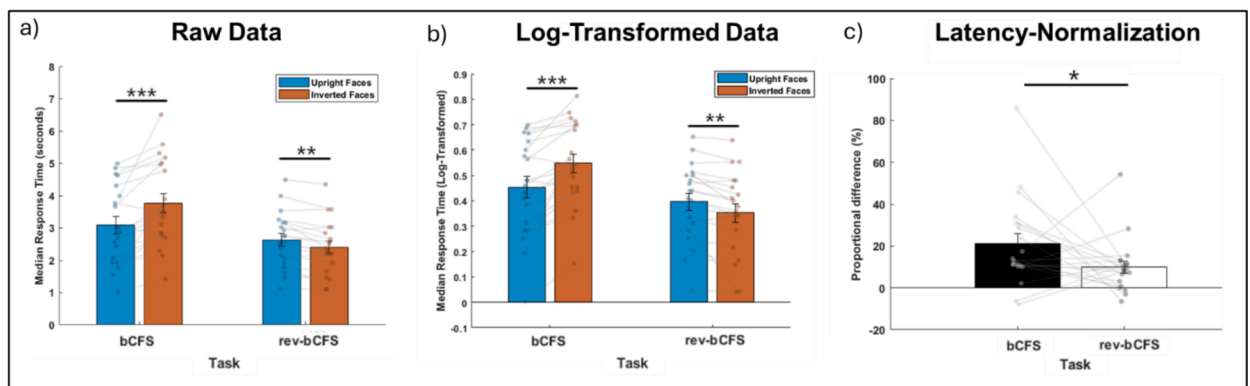 a)
Raw Data
Median Response Time (seconds)
8
7
6
5
4
3
2
1
0
***
**
Upright Faces
Inverted Faces
bCFS
rev-bCFS
Task
b)
Log-Transformed Data
Median Response Time (Log-Transformed)
0.9
0.8
0.7
0.6
0.5
0.4
0.3
0.2
0.1
0
-0.1
***
**
Upright Faces
Inverted Faces
bCFS
rev-bCFS
Task
c)
Latency-Normalization
Proportional difference (%)
100
80
60
40
20
0
-20
*
bCFS
rev-bCFS
Task